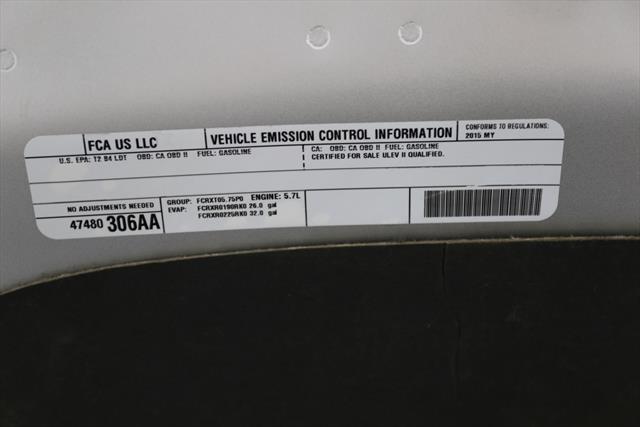 FCA US LLC
VEHICLE EMISSION CONTROL INFORMATION
CONFORMS TO REGULATIONS:
2015 MY
U.S. EPA: T2 B4 LDT OBD: CA OBD II FUEL: GASOLINE
CA: OBD: CA OBD II FUEL: GASOLINE
CERTIFIED FOR SALE ULEV II QUALIFIED.
NO ADJUSTMENTS NEEDED
47480 306AA
GROUP: FCRXT05.75P0 ENGINE: 5.7L
EVAP: FCRXR0190RK0 26.0 gal
FCRXR0225RK0 32.0 gal